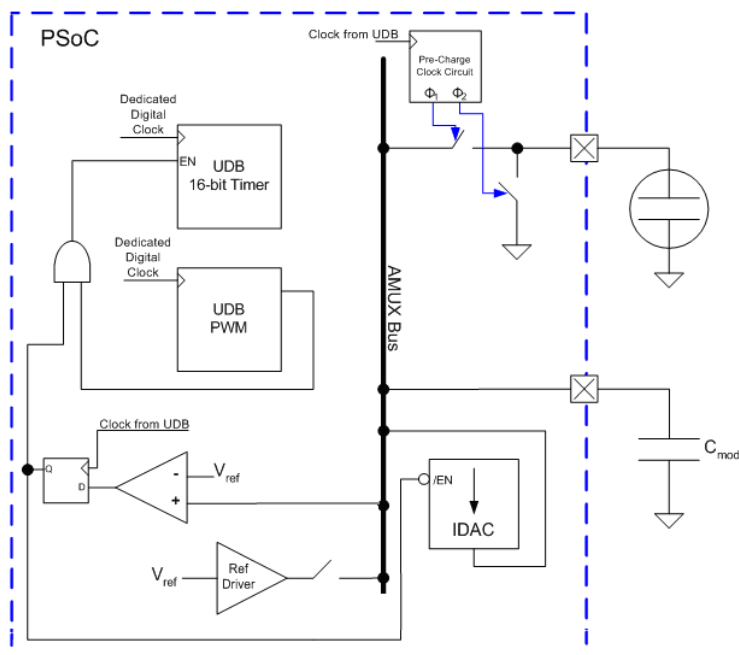 PSoC
Clock from UDB
Pre-Charge
Clock Circuit
Φ1 Φ2
Dedicated
Digital
Clock
EN
UDB
16-bit Timer
Dedicated
Digital
Clock
UDB
PWM
AMUX Bus
Clock from UDB
Q
D
-
+
Vref
/EN
IDAC
Cmod
Vref
Ref
Driver